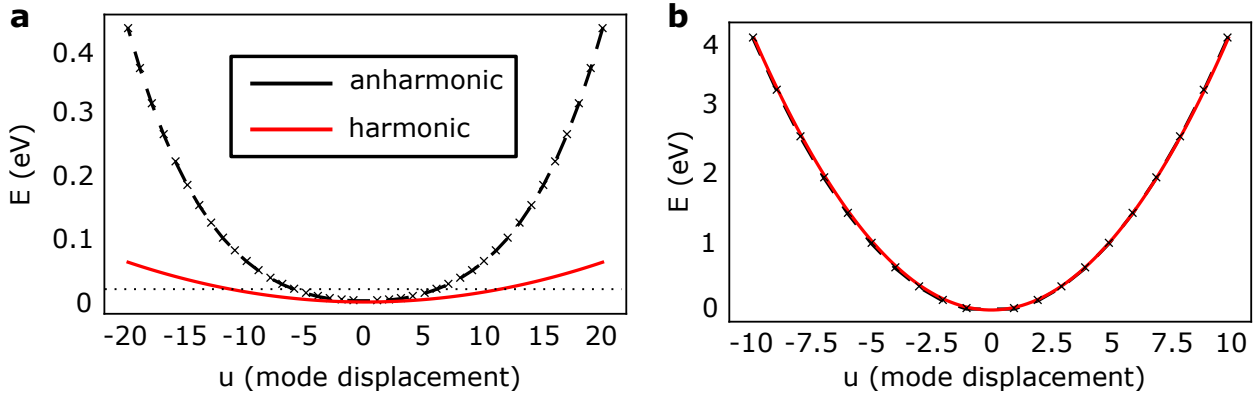 a
E (eV)
0.4
0.3
0.2
0.1
0
anharmonic
harmonic
-20 -15 -10 -5 0 5 10 15 20
u (mode displacement)
b
E (eV)
4
3
2
1
0
-10 -7.5 -5 -2.5 0 2.5 5 7.5 10
u (mode displacement)